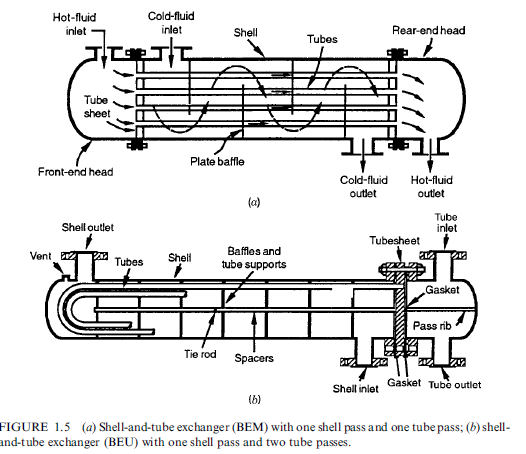 Hot-fluid
inlet
Cold-fluid
inlet
Shell
Tubes
Rear-end head
Tube
sheet
Front-end head
Plate baffle
Cold-fluid
outlet
Hot-fluid
outlet
(a)
Shell outlet
Vent
Tubes
Shell
Baffles and
tube supports
Tubesheet
Tube
inlet
Gasket
Pass rib
Tie rod
Spacers
Shell inlet
Gasket
Tube outlet
(b)
FIGURE 1.5 (a) Shell-and-tube exchanger (BEM) with one shell pass and one tube pass; (b) shell-
and-tube exchanger (BEU) with one shell pass and two tube passes.